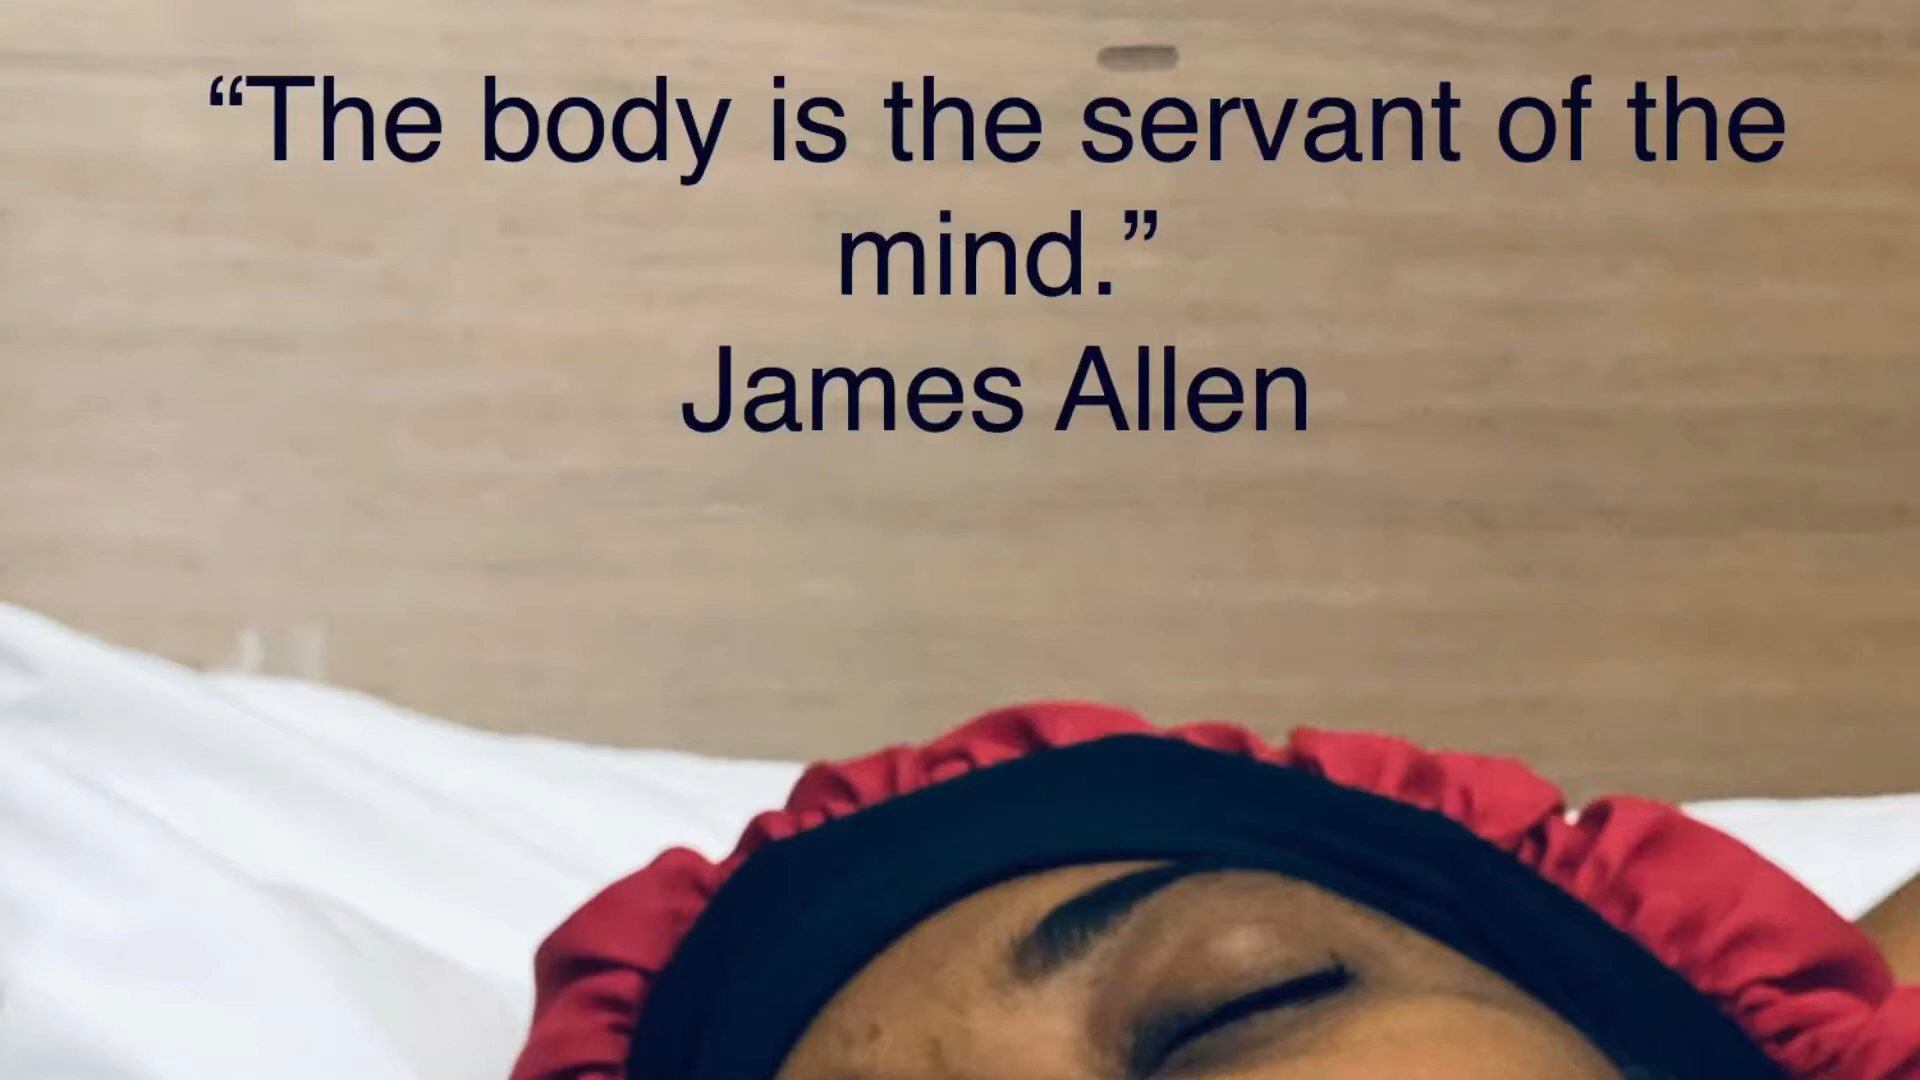 “The body is the servant of the
mind.”
James Allen